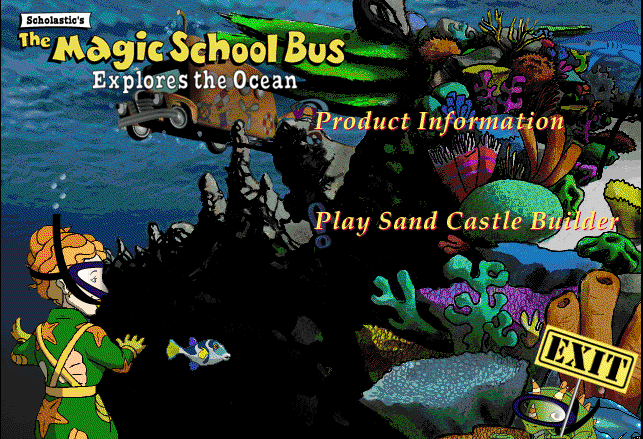 Scholastic's
The Magic School Bus
Explores the Ocean
Product Information
Play Sand Castle Builder
EXIT